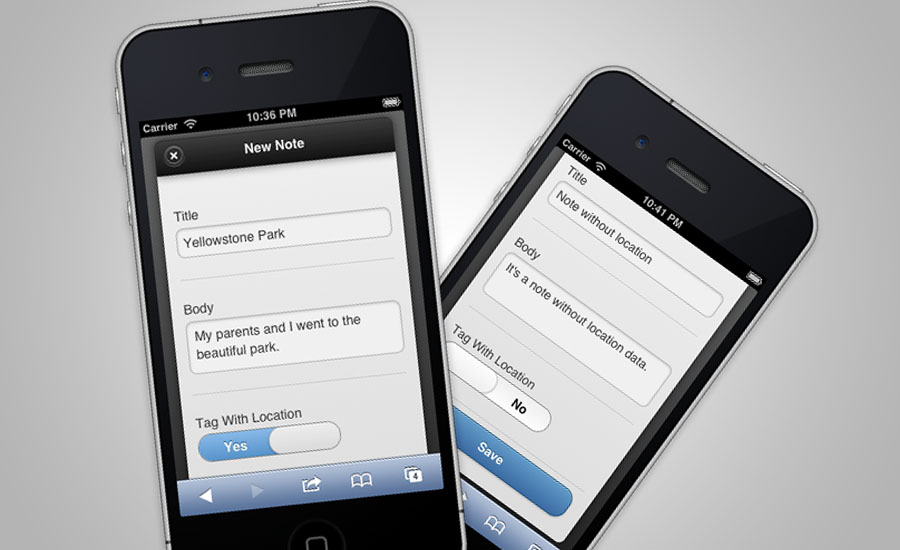 Carrier 10:36 PM
New Note
Title
Yellowstone Park
Body
My parents and I went to the
beautiful park.
Tag With Location
Yes
4
Carrier 10:41 PM
Title
Note without location
Body
It's a note without location data.
Tag With Location
No
Save